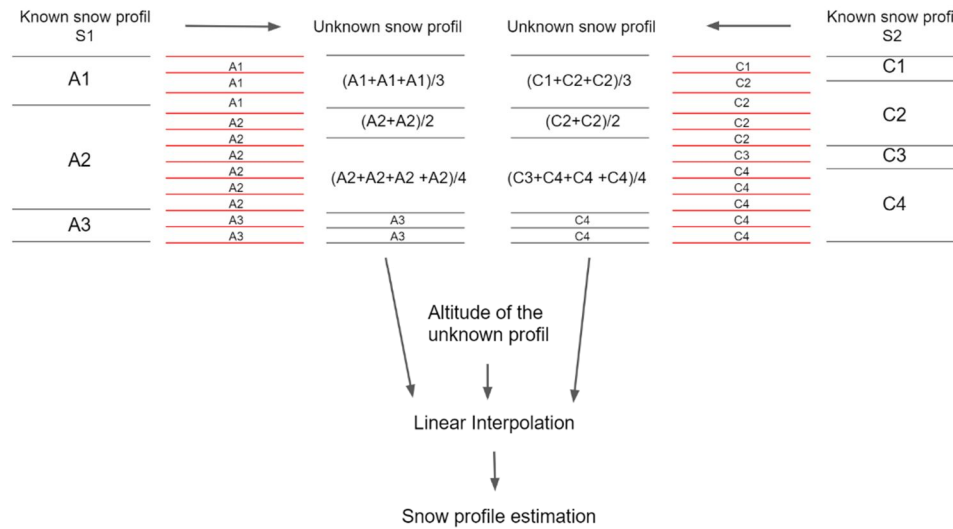 Known snow profil
S1
Unknown snow profil
Unknown snow profil
Known snow profil
S2
A1
A2
A3
A1
A1
A1
A2
A2
A2
A2
A2
A2
A3
A3
(A1+A1+A1)/3
(A2+A2)/2
(A2+A2+A2 +A2)/4
A3
A3
(C1+C2+C2)/3
(C2+C2)/2
(C3+C4+C4 +C4)/4
C4
C4
C1
C2
C2
C2
C2
C3
C4
C4
C4
C4
C4
C1
C2
C3
C4
Altitude of the
unknown profil
Linear Interpolation
Snow profile estimation